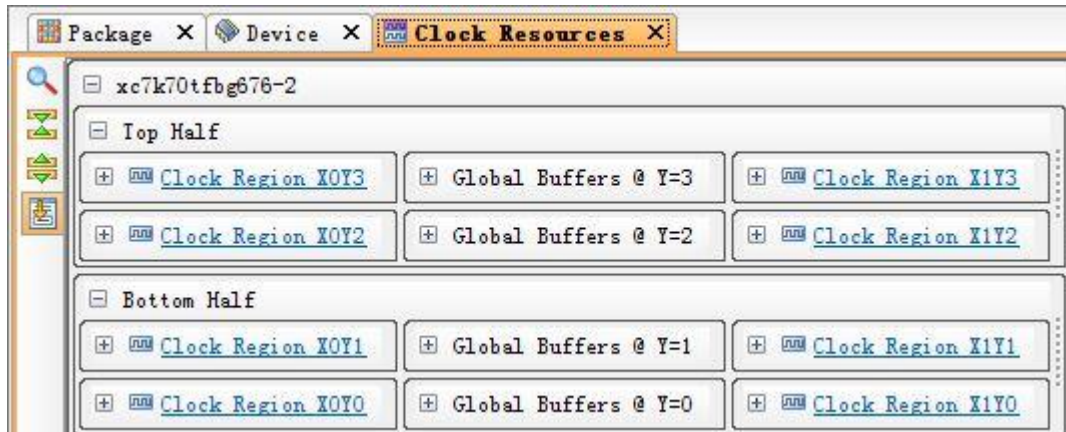 Package Device Clock Resources
xc7k70tfbg676-2
Top Half
Clock Region X0Y3 Global Buffers @ Y=3 Clock Region X1Y3
Clock Region X0Y2 Global Buffers @ Y=2 Clock Region X1Y2
Bottom Half
Clock Region X0Y1 Global Buffers @ Y=1 Clock Region X1Y1
Clock Region X0Y0 Global Buffers @ Y=0 Clock Region X1Y0